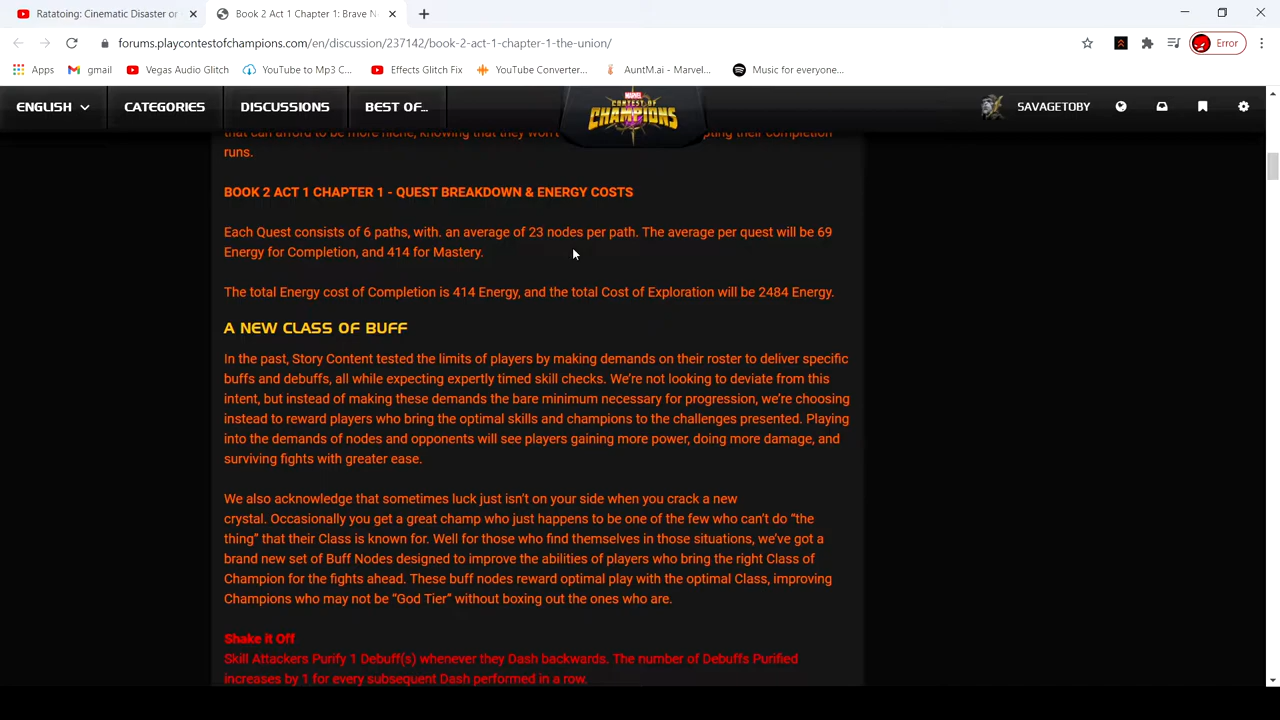 Ratatoing: Cinematic Disaster or
Book 2 Act 1 Chapter 1: Brave N
forums.playcontestofchampions.com/en/discussion/237142/book-2-act-1-chapter-1-the-union/
Error
Apps
gmail
Vegas Audio Glitch
YouTube to Mp3 C...
Effects Glitch Fix
YouTube Converter...
AuntM.ai - Marvel...
Music for everyone...
ENGLISH
CATEGORIES
DISCUSSIONS
BEST OF...
MARVEL
CONTEST OF
CHAMPIONS
SAVAGETOBY
that can afford to be more niche, knowing that they won't completion
runs.
BOOK 2 ACT 1 CHAPTER 1 - QUEST BREAKDOWN & ENERGY COSTS
Each Quest consists of 6 paths, with. an average of 23 nodes per path. The average per quest will be 69
Energy for Completion, and 414 for Mastery.
The total Energy cost of Completion is 414 Energy, and the total Cost of Exploration will be 2484 Energy.
A NEW CLASS OF BUFF
In the past, Story Content tested the limits of players by making demands on their roster to deliver specific
buffs and debuffs, all while expecting expertly timed skill checks. We're not looking to deviate from this
intent, but instead of making these demands the bare minimum necessary for progression, we're choosing
instead to reward players who bring the optimal skills and champions to the challenges presented. Playing
into the demands of nodes and opponents will see players gaining more power, doing more damage, and
surviving fights with greater ease.
We also acknowledge that sometimes luck just isn't on your side when you crack a new
crystal. Occasionally you get a great champ who just happens to be one of the few who can't do “the
thing” that their Class is known for. Well for those who find themselves in those situations, we've got a
brand new set of Buff Nodes designed to improve the abilities of players who bring the right Class of
Champion for the fights ahead. These buff nodes reward optimal play with the optimal Class, improving
Champions who may not be “God Tier” without boxing out the ones who are.
Shake it Off
Skill Attackers Purify 1 Debuff(s) whenever they Dash backwards. The number of Debuffs Purified
increases by 1 for every subsequent Dash performed in a row.